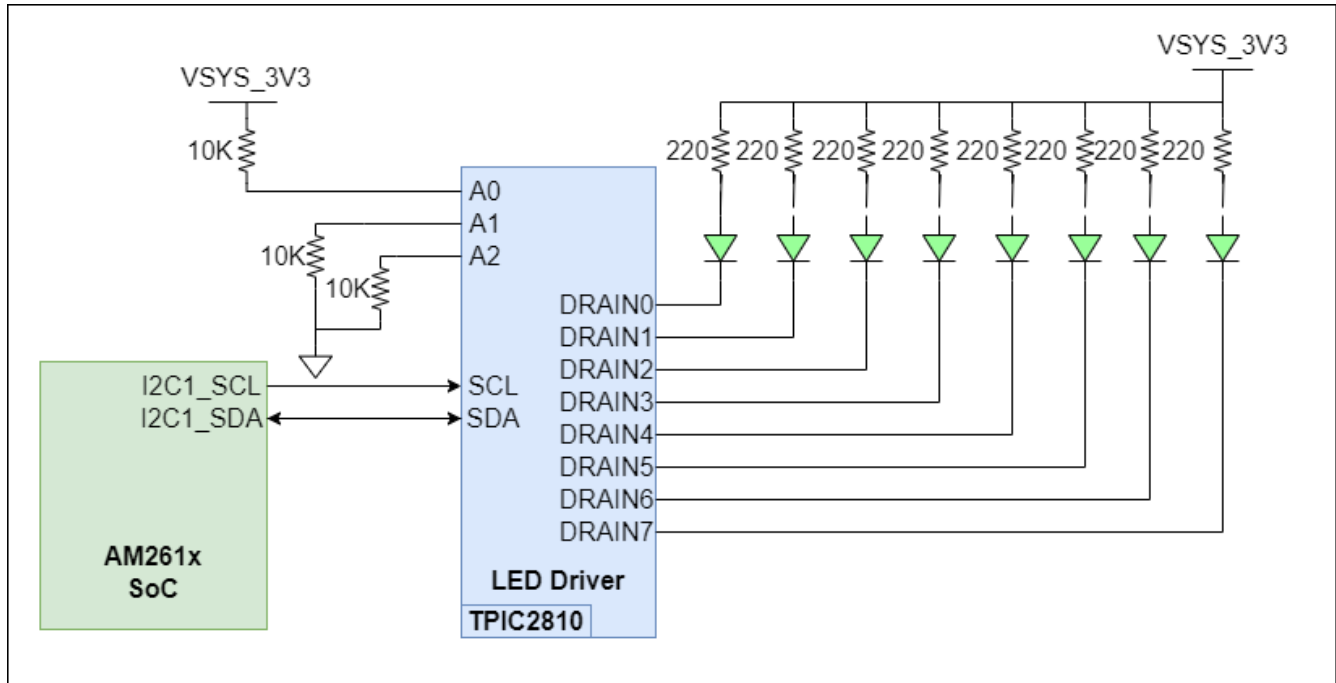 VSYS_3V3
VSYS_3V3
10K
220 220 220 220 220 220 220 220
A0
A1
10K
A2
10K
DRAIN0
DRAIN1
DRAIN2
I2C1_SCL
SCL
DRAIN3
I2C1_SDA
SDA
DRAIN4
DRAIN5
DRAIN6
DRAIN7
AM261x
SoC
LED Driver
TPIC2810